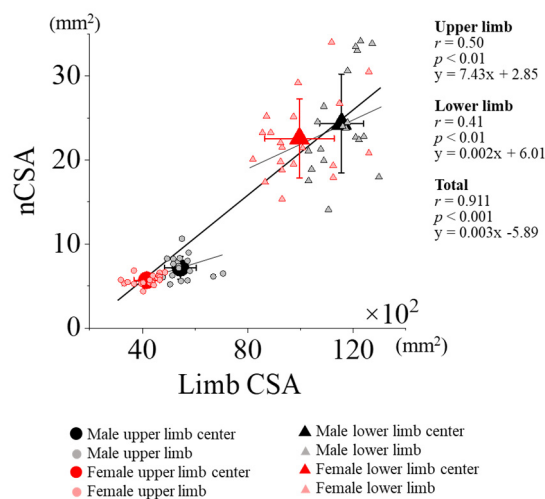 (mm²)
30
20
10
0
nCSA
40
80
120
×10²
(mm²)
Limb CSA
Upper limb
r = 0.50
p < 0.01
y = 7.43x + 2.85
Lower limb
r = 0.41
p < 0.01
y = 0.002x + 6.01
Total
r = 0.911
p < 0.001
y = 0.003x -5.89
Male upper limb center
Male upper limb
Female upper limb center
Female upper limb
Male lower limb center
Male lower limb
Female lower limb center
Female lower limb